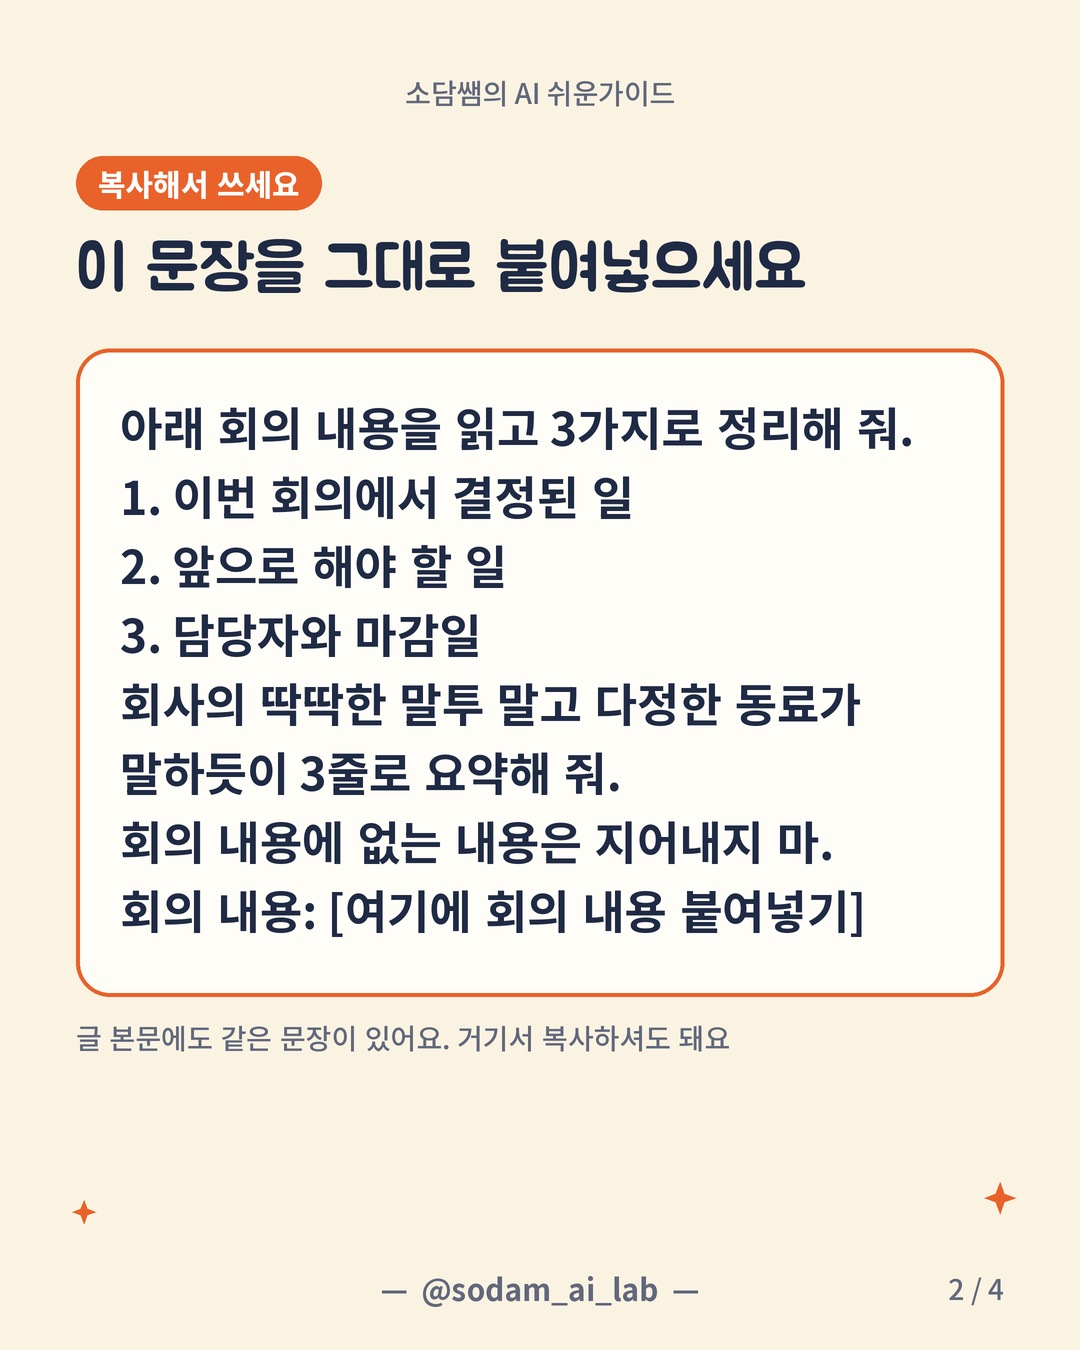 소담쌤의 AI 쉬운가이드
복사해서 쓰세요
이 문장을 그대로 붙여넣으세요
아래 회의 내용을 읽고 3가지로 정리해 줘.
1. 이번 회의에서 결정된 일
2. 앞으로 해야 할 일
3. 담당자와 마감일
회사의 딱딱한 말투 말고 다정한 동료가
말하듯이 3줄로 요약해 줘.
회의 내용에 없는 내용은 지어내지 마.
회의 내용: [여기에 회의 내용 붙여넣기]
글 본문에도 같은 문장이 있어요. 거기서 복사하셔도 돼요
— @sodam_ai_lab —
2 / 4